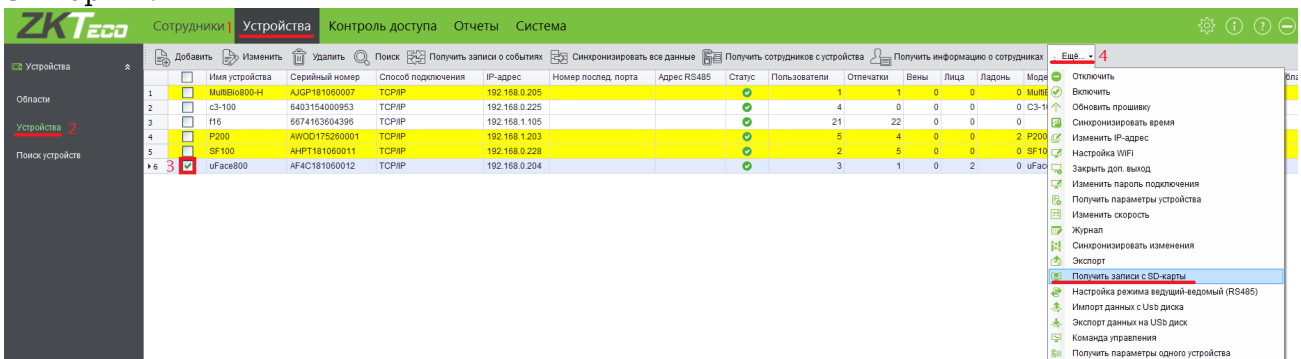 ZKTeco Сотрудники 1 Устройства Контроль доступа Отчеты Система
Устройства
Области
Устройства 2
Поиск устройств
Добавить Изменить Удалить Поиск Получить записи о событиях Синхронизировать все данные Получить сотрудников с устройства Получить информацию о сотрудниках Ещё... 4
Имя устройства Серийный номер Способ подключения IP-адрес Номер послед. порта Адрес RS485 Статус Пользователи Отпечатки Вены Лица Ладонь
1 MultiBio800-H AJGP181060007 TCP/IP 192.168.0.205 1 1 0 0 0
2 c3-100 6403154000953 TCP/IP 192.168.0.225 4 0 0 0 0
3 f16 6674163604396 TCP/IP 192.168.1.105 21 22 0 0 0
4 P200 AWOD175260001 TCP/IP 192.168.1.203 5 4 0 0 2 P200
5 SF100 AHPT181060011 TCP/IP 192.168.0.228 2 5 0 0 0 SF10
6 3 uFace800 AF4C181060012 TCP/IP 192.168.0.204 3 1 0 2 0 uFac
Отключить
Включить
Обновить прошивку
Синхронизировать время
Изменить IP-адрес
Настройка WiFi
Закрыть доп. выход
Изменить пароль подключения
Получить параметры устройства
Изменить скорость
Журнал
Синхронизировать изменения
Экспорт
Получить записи с SD-карты
Настройка режима ведущий-ведомый (RS485)
Импорт данных с Usb диска
Экспорт данных на USb диск
Команда управления
Получить параметры одного устройства